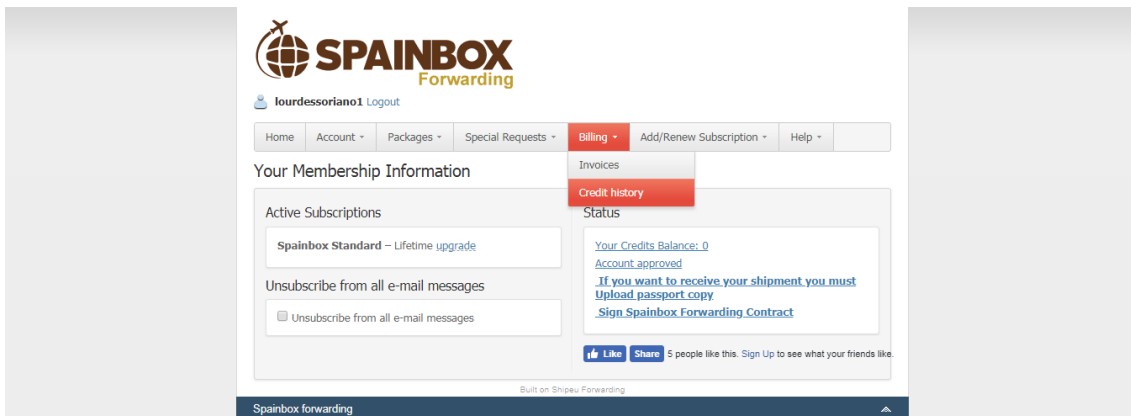 SPAINBOX
Forwarding
lourdessoriano1 Logout
Home Account Packages Special Requests Billing Add/Renew Subscription Help
Invoices
Credit history
Your Membership Information
Active Subscriptions
Spainbox Standard – Lifetime upgrade
Unsubscribe from all e-mail messages
Unsubscribe from all e-mail messages
Status
Your Credits Balance: 0
Account approved
If you want to receive your shipment you must
Upload passport copy
Sign Spainbox Forwarding Contract
Like Share 5 people like this. Sign Up to see what your friends like.
Built on Shipeu Forwarding
Spainbox forwarding